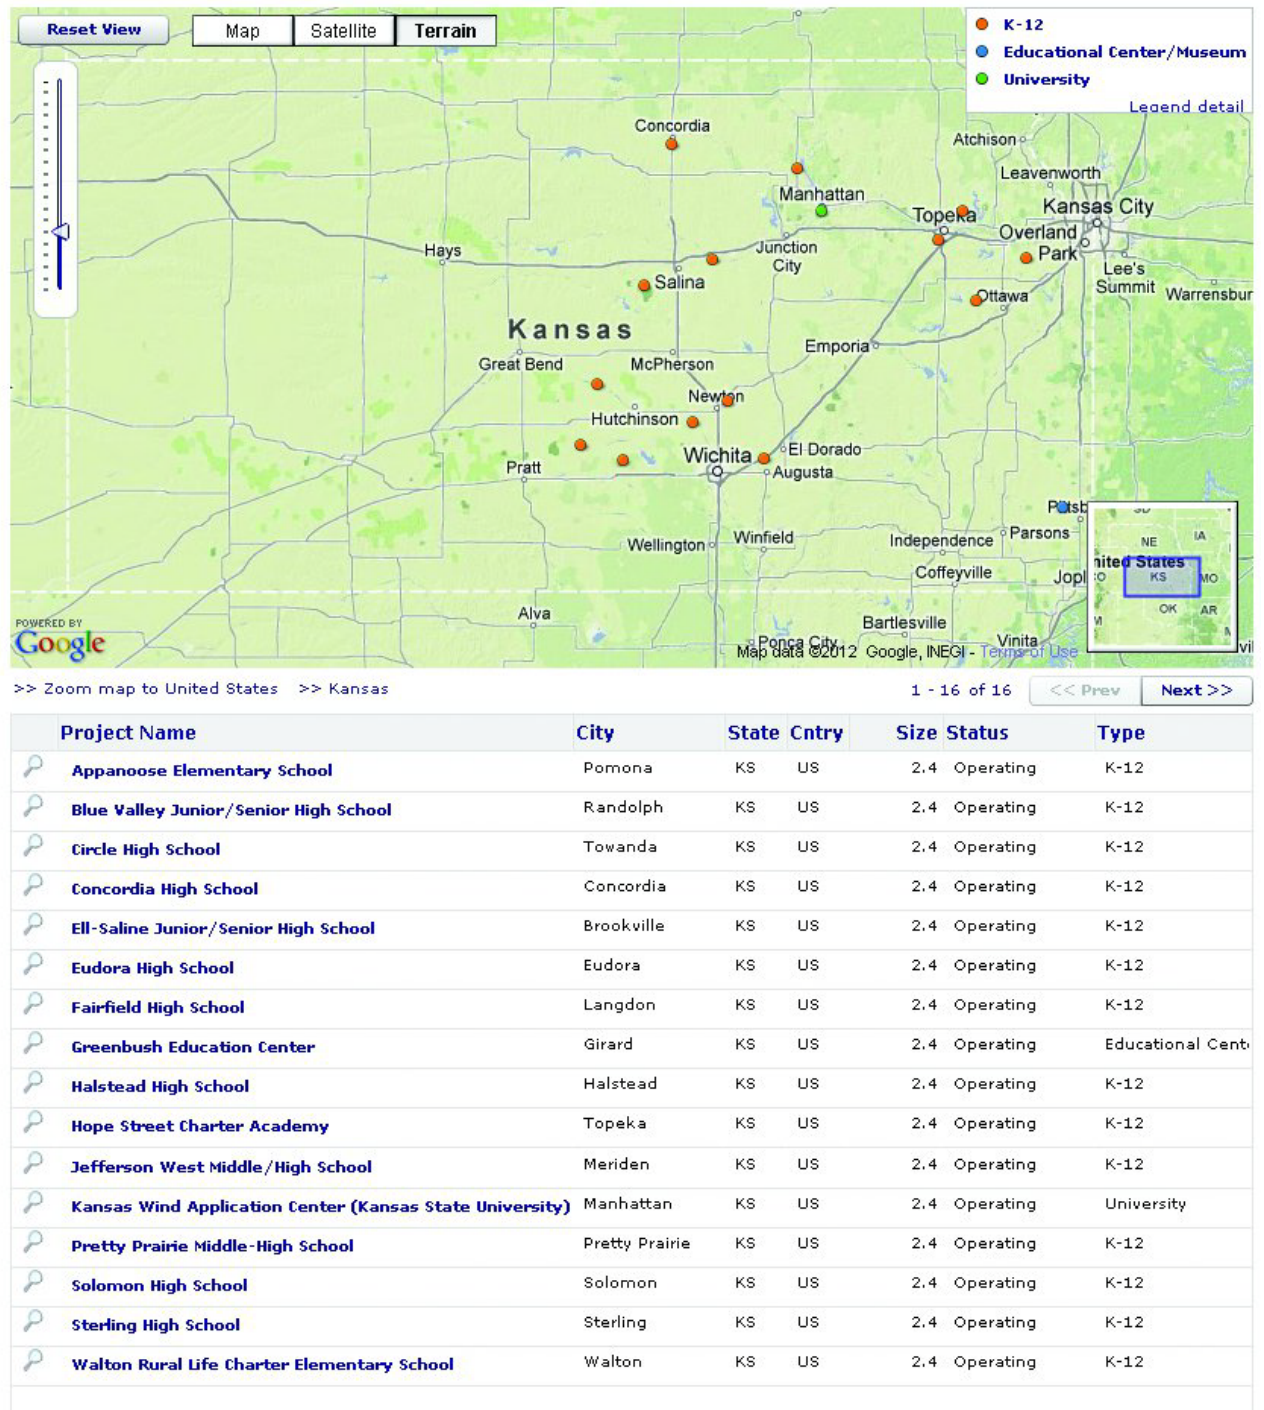 Reset View
Map
Satellite
Terrain
K-12
Educational Center/Museum
University
Legend detail
Concordia
Atchison
Leavenworth
Manhattan
Kansas City
Topeka
Overland Park
Hays
Junction City
Lee's Summit
Salina
Ottawa
Warrensbur
Kansas
Emporia
Great Bend
McPherson
Newton
Hutchinson
Wichita
El Dorado
Pratt
Augusta
Wellington
Winfield
Independence
Parsons
Coffeyville
Jopl
NE
IA
nited States
CO
KS
MO
OK
AR
Alva
Bartlesville
Ponca City
Vinita
POWERED BY
Google
Map data ©2012 Google, INEGI - Terms of Use
>> Zoom map to United States >> Kansas
1 - 16 of 16
<< Prev
Next >>
Project Name City State Cntry Size Status Type
Appanoose Elementary School Pomona KS US 2.4 Operating K-12
Blue Valley Junior/Senior High School Randolph KS US 2.4 Operating K-12
Circle High School Towanda KS US 2.4 Operating K-12
Concordia High School Concordia KS US 2.4 Operating K-12
Ell-Saline Junior/Senior High School Brookville KS US 2.4 Operating K-12
Eudora High School Eudora KS US 2.4 Operating K-12
Fairfield High School Langdon KS US 2.4 Operating K-12
Greenbush Education Center Girard KS US 2.4 Operating Educational Cent
Halstead High School Halstead KS US 2.4 Operating K-12
Hope Street Charter Academy Topeka KS US 2.4 Operating K-12
Jefferson West Middle/High School Meriden KS US 2.4 Operating K-12
Kansas Wind Application Center (Kansas State University) Manhattan KS US 2.4 Operating University
Pretty Prairie Middle-High School Pretty Prairie KS US 2.4 Operating K-12
Solomon High School Solomon KS US 2.4 Operating K-12
Sterling High School Sterling KS US 2.4 Operating K-12
Walton Rural Life Charter Elementary School Walton KS US 2.4 Operating K-12